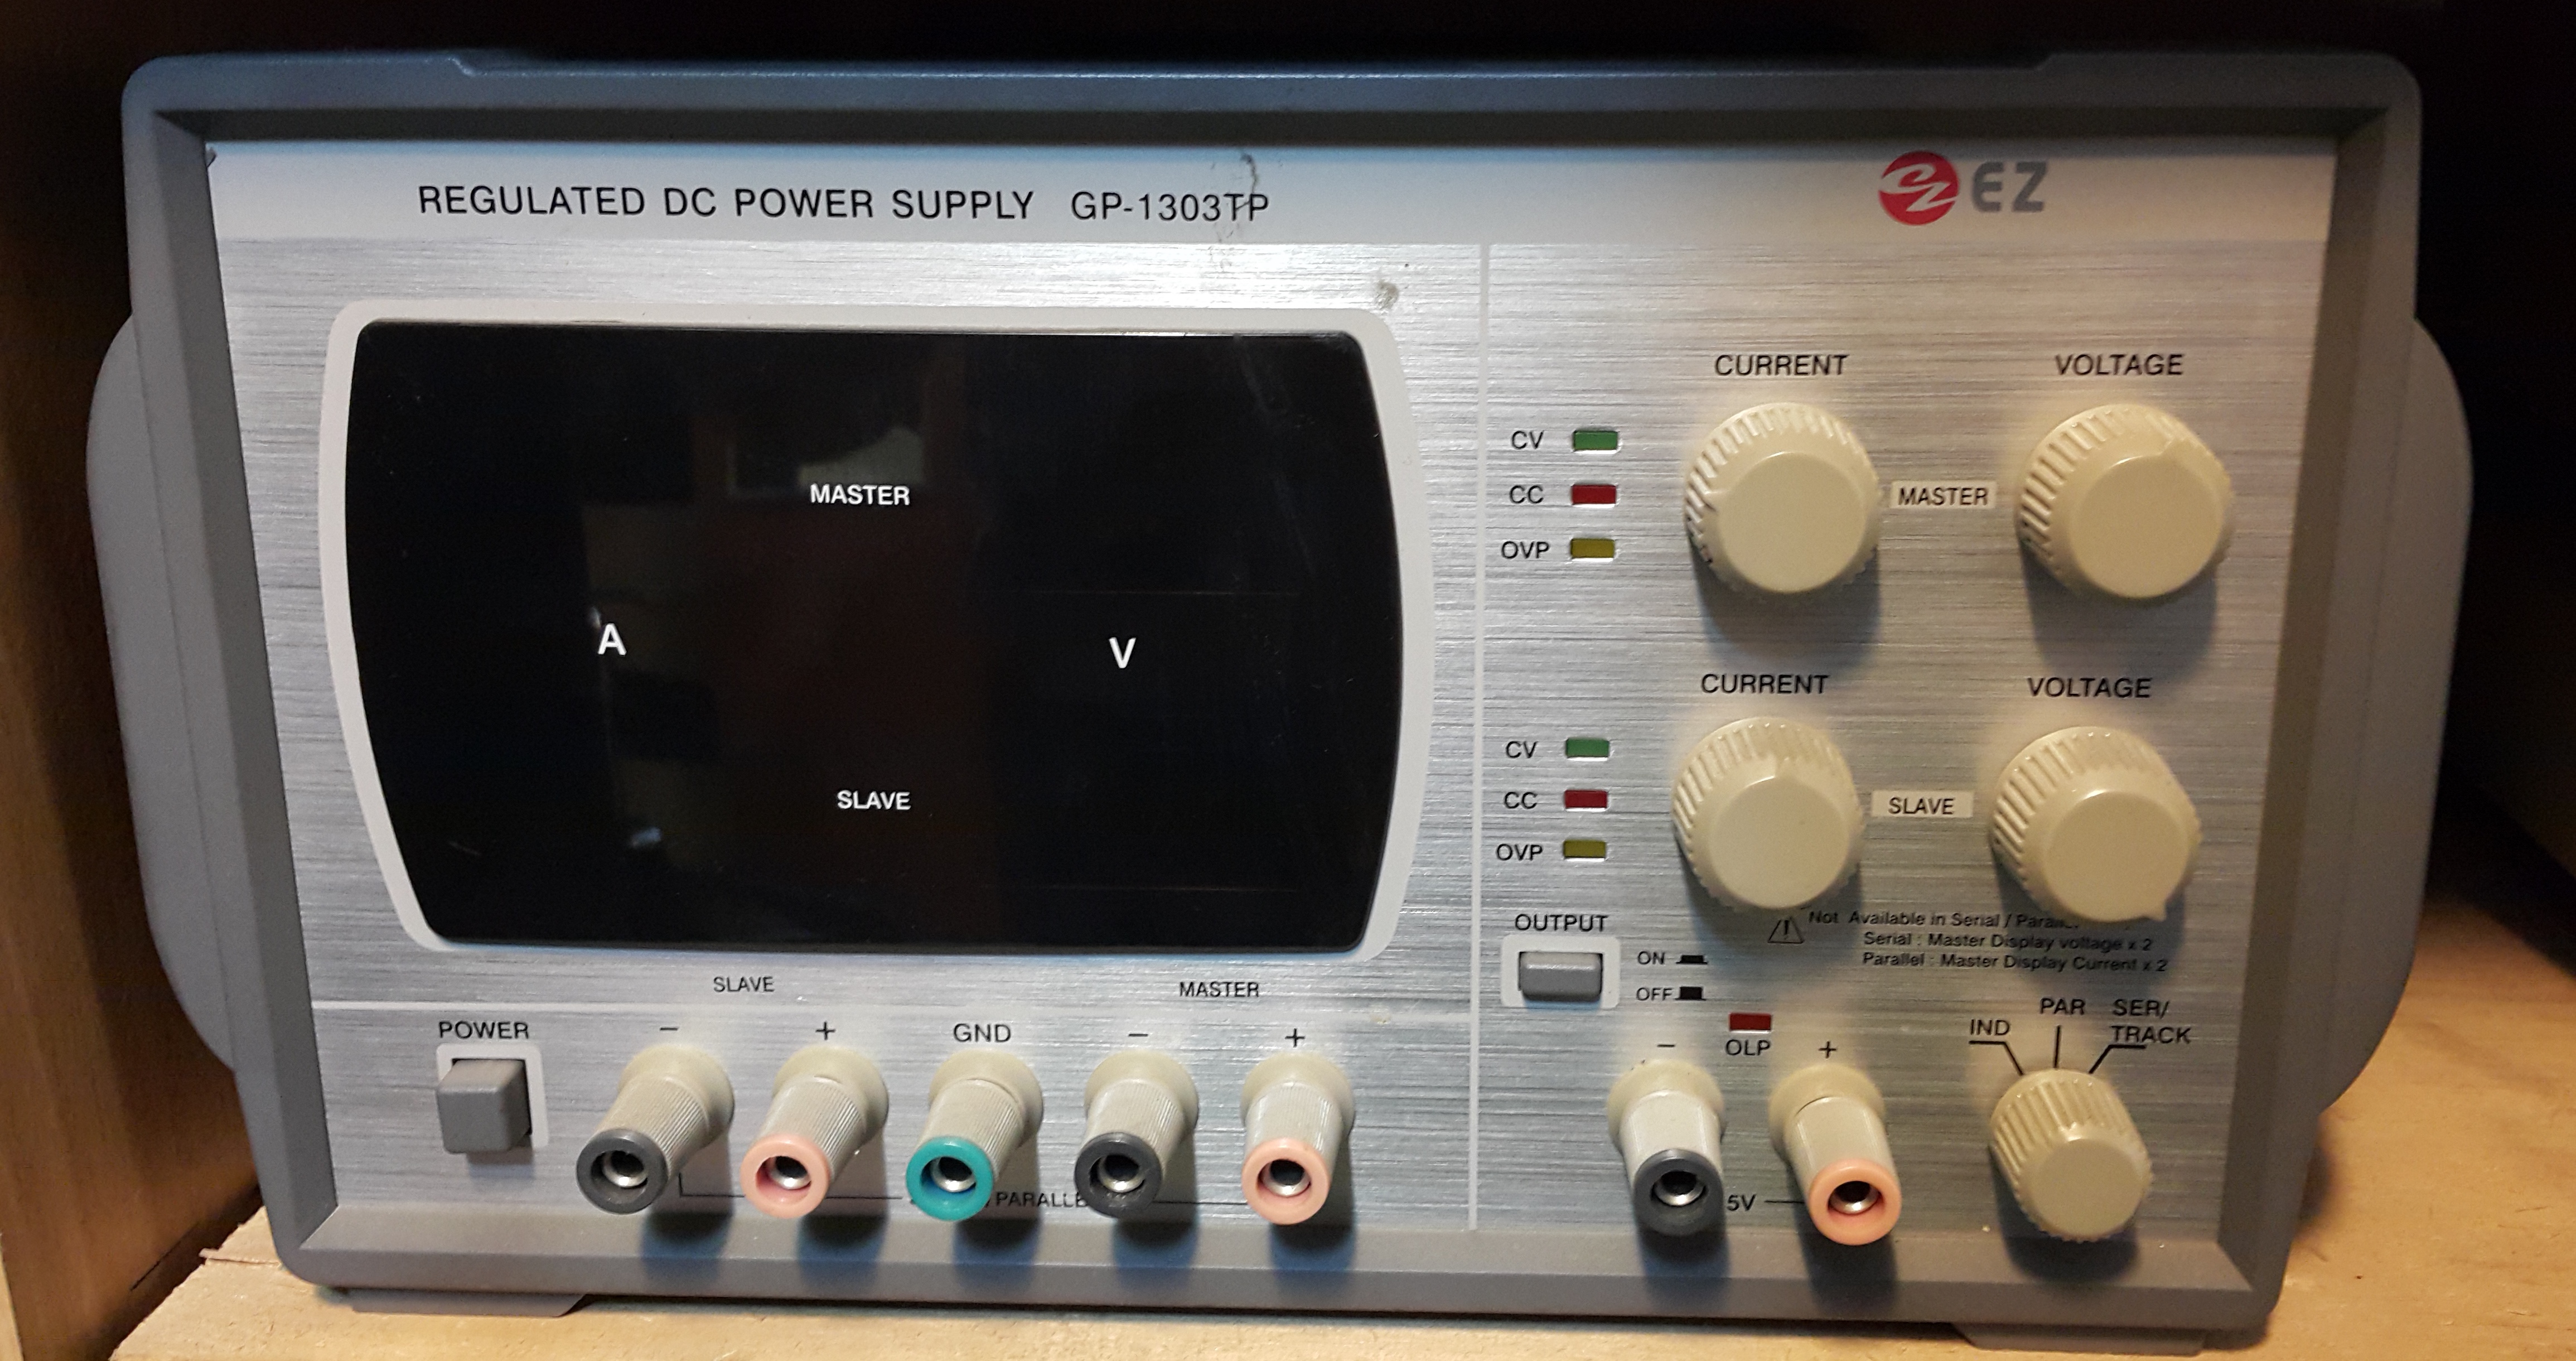 REGULATED DC POWER SUPPLY GP-1303TP
EZ EZ
CURRENT VOLTAGE
CV
CC
OVP
MASTER
MASTER
A V
SLAVE
CURRENT VOLTAGE
CV
CC
OVP
SLAVE
Not Available in Serial /
Serial : Master Display voltage x 2
Parallel : Master Display Current x 2
OUTPUT
ON
OFF
SLAVE MASTER
POWER - + GND - +
- OLP +
5V
IND PAR SER/
TRACK